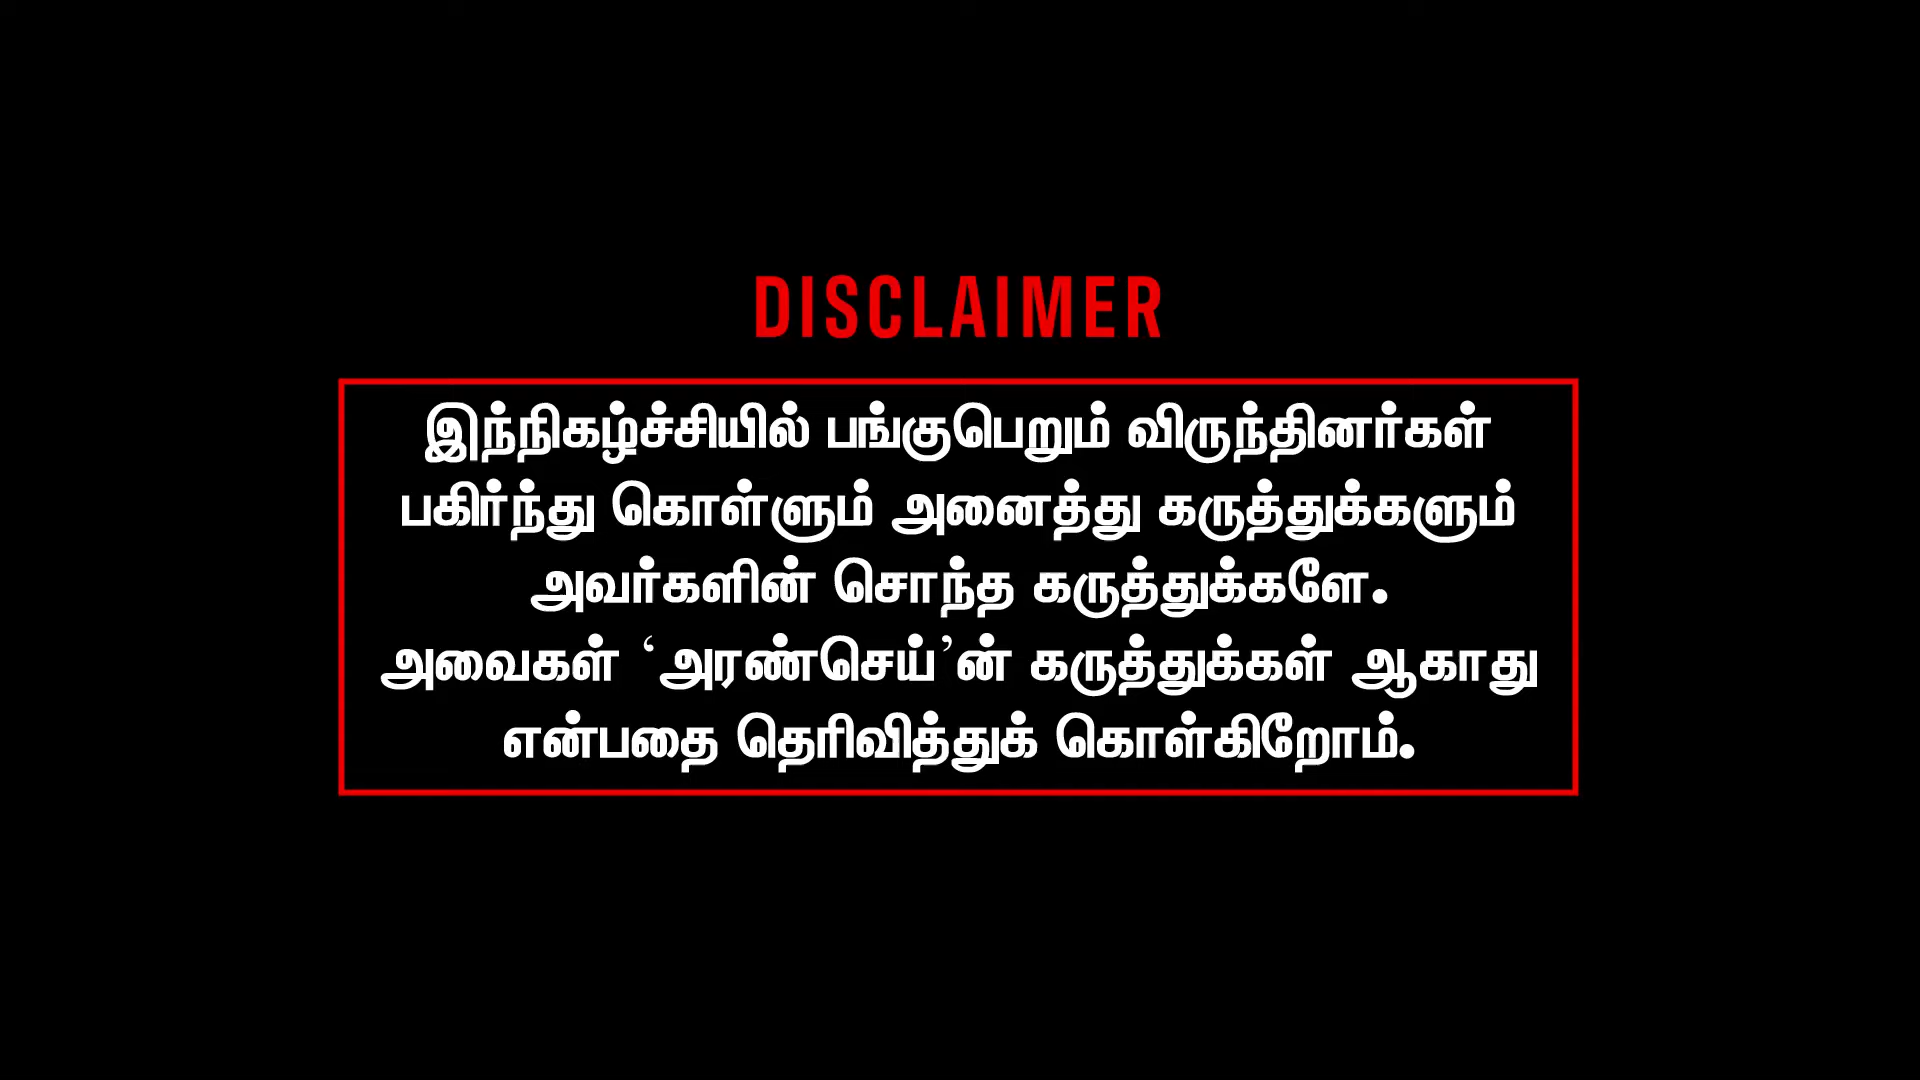 DISCLAIMER
இந்நிகழ்ச்சியில் பங்குபெறும் விருந்தினர்கள்
பகிர்ந்து கொள்ளும் அனைத்து கருத்துக்களும்
அவர்களின் சொந்த கருத்துக்களே.
அவைகள் ‘அரண்செய்’ன் கருத்துக்கள் ஆகாது
என்பதை தெரிவித்துக் கொள்கிறோம்.